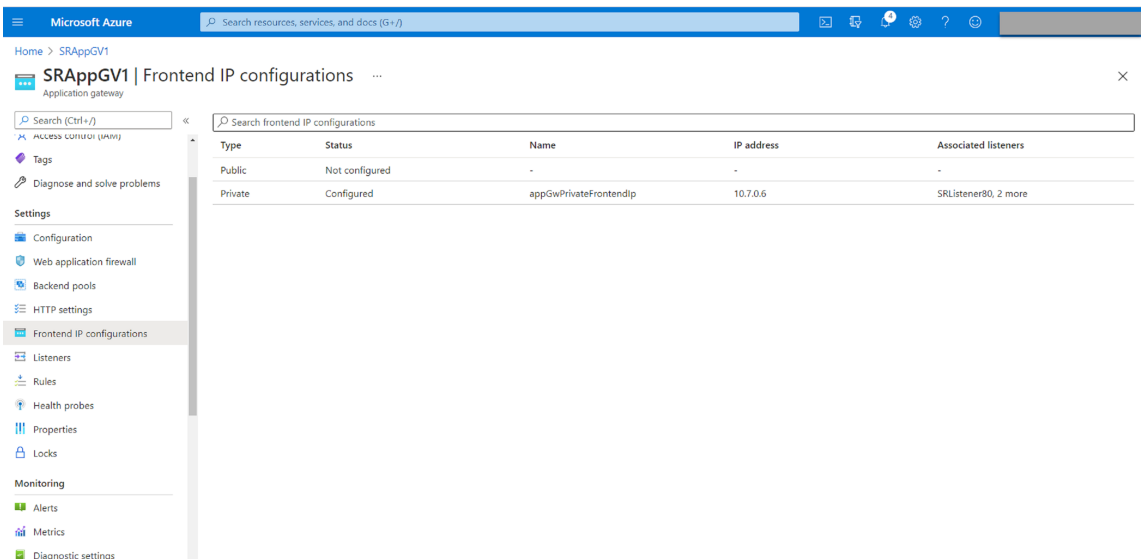 Microsoft Azure
Search resources, services, and docs (G+/)
4
Home > SRAppGV1
SRAppGV1 | Frontend IP configurations ...
Application gateway
Search (Ctrl+/)
Search frontend IP configurations
Access control (IAM)
Tags
Diagnose and solve problems
Settings
Configuration
Web application firewall
Backend pools
HTTP settings
Frontend IP configurations
Listeners
Rules
Health probes
Properties
Locks
Monitoring
Alerts
Metrics
Diagnostic settings
Type Status Name IP address Associated listeners
Public Not configured - - -
Private Configured appGwPrivateFrontendIp 10.7.0.6 SRListener80, 2 more